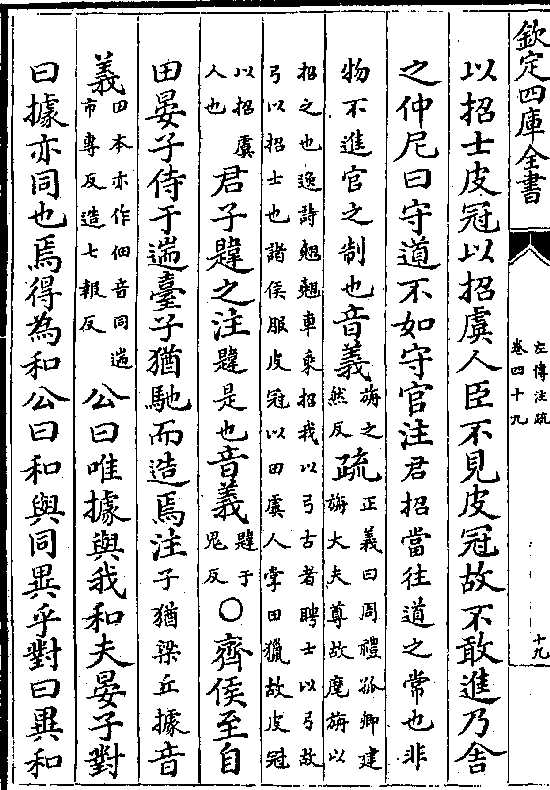 欽定四庫全書
左傳注疏
卷四十九
十九
以招士皮冠以招虞人臣不見皮冠故不敢進乃舍
之仲尼曰守道不如守官注君招當往道之常也非
物不進官之制也音義旃之
然反疏正義曰周禮孤卿建
旃大夫尊故麾旃以
招之也逸詩翹翹車乘招我以弓古者聘士以弓故
弓以招士也諸侯服皮冠以田虞人掌田獵故皮冠
以招虞
人也君子韙之注韙是也音義韙于
鬼反○齊侯至自
田晏子侍于遄臺子猶馳而造焉注子猶梁丘據音
義田本亦作佃音同遄
市専反造七報反公曰唯據與我和夫晏子對
曰據亦同也焉得為和公曰和與同異乎對曰異和